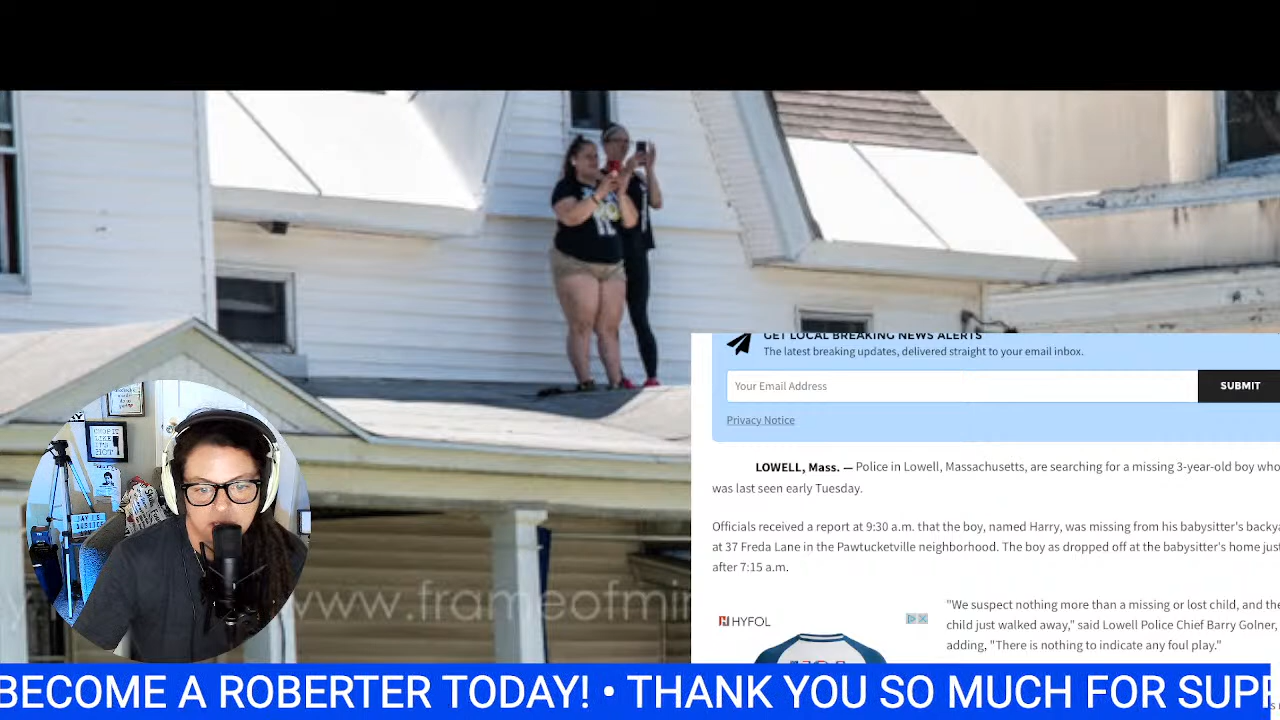 GET LOCAL BREAKING NEWS ALERTS
The latest breaking updates, delivered straight to your email inbox.
Your Email Address
SUBMIT
Privacy Notice
LOWELL, Mass. — Police in Lowell, Massachusetts, are searching for a missing 3-year-old boy who
was last seen early Tuesday.
Officials received a report at 9:30 a.m. that the boy, named Harry, was missing from his babysitter's backya
at 37 Freda Lane in the Pawtucketville neighborhood. The boy as dropped off at the babysitter's home just
after 7:15 a.m.
HYFOL
"We suspect nothing more than a missing or lost child, and the
child just walked away," said Lowell Police Chief Barry Golner,
adding, "There is nothing to indicate any foul play."
www.frameofmi
BECOME A ROBERTER TODAY! • THANK YOU SO MUCH FOR SUPP